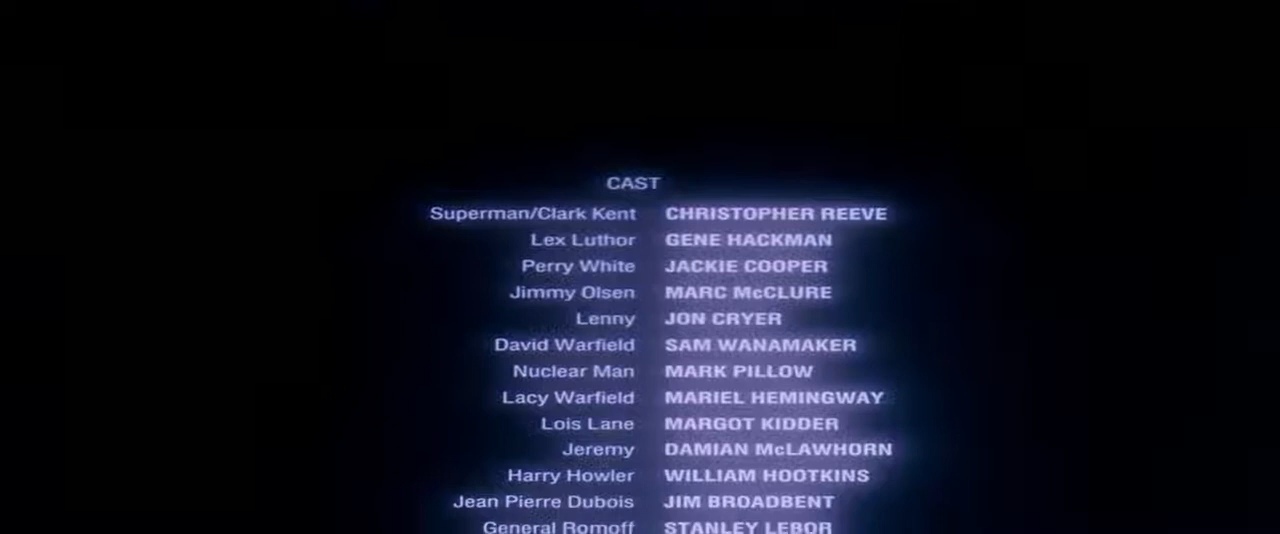 CAST
Superman/Clark Kent CHRISTOPHER REEVE
Lex Luthor GENE HACKMAN
Perry White JACKIE COOPER
Jimmy Olsen MARC McCLURE
Lenny JON CRYER
David Warfield SAM WANAMAKER
Nuclear Man MARK PILLOW
Lacy Warfield MARIEL HEMINGWAY
Lois Lane MARGOT KIDDER
Jeremy DAMIAN McLAWHORN
Harry Howler WILLIAM HOOTKINS
Jean Pierre Dubois JIM BROADBENT
General Romoff STANLEY LEBOR